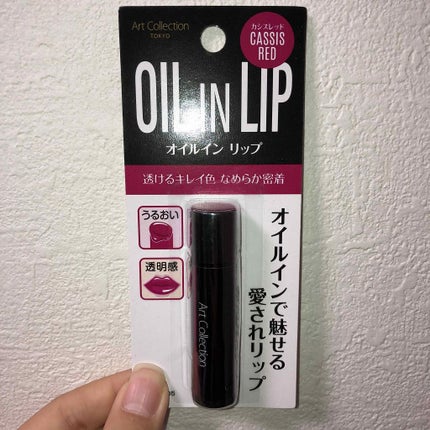 Art Collection
TOKYO
カシスレッド
CASSIS
RED
OIL IN LIP
オイルイン リップ
透けるキレイ色 なめらか密着
うるおい
透明感
オイルインで魅せる
愛されリップ
Art Collection